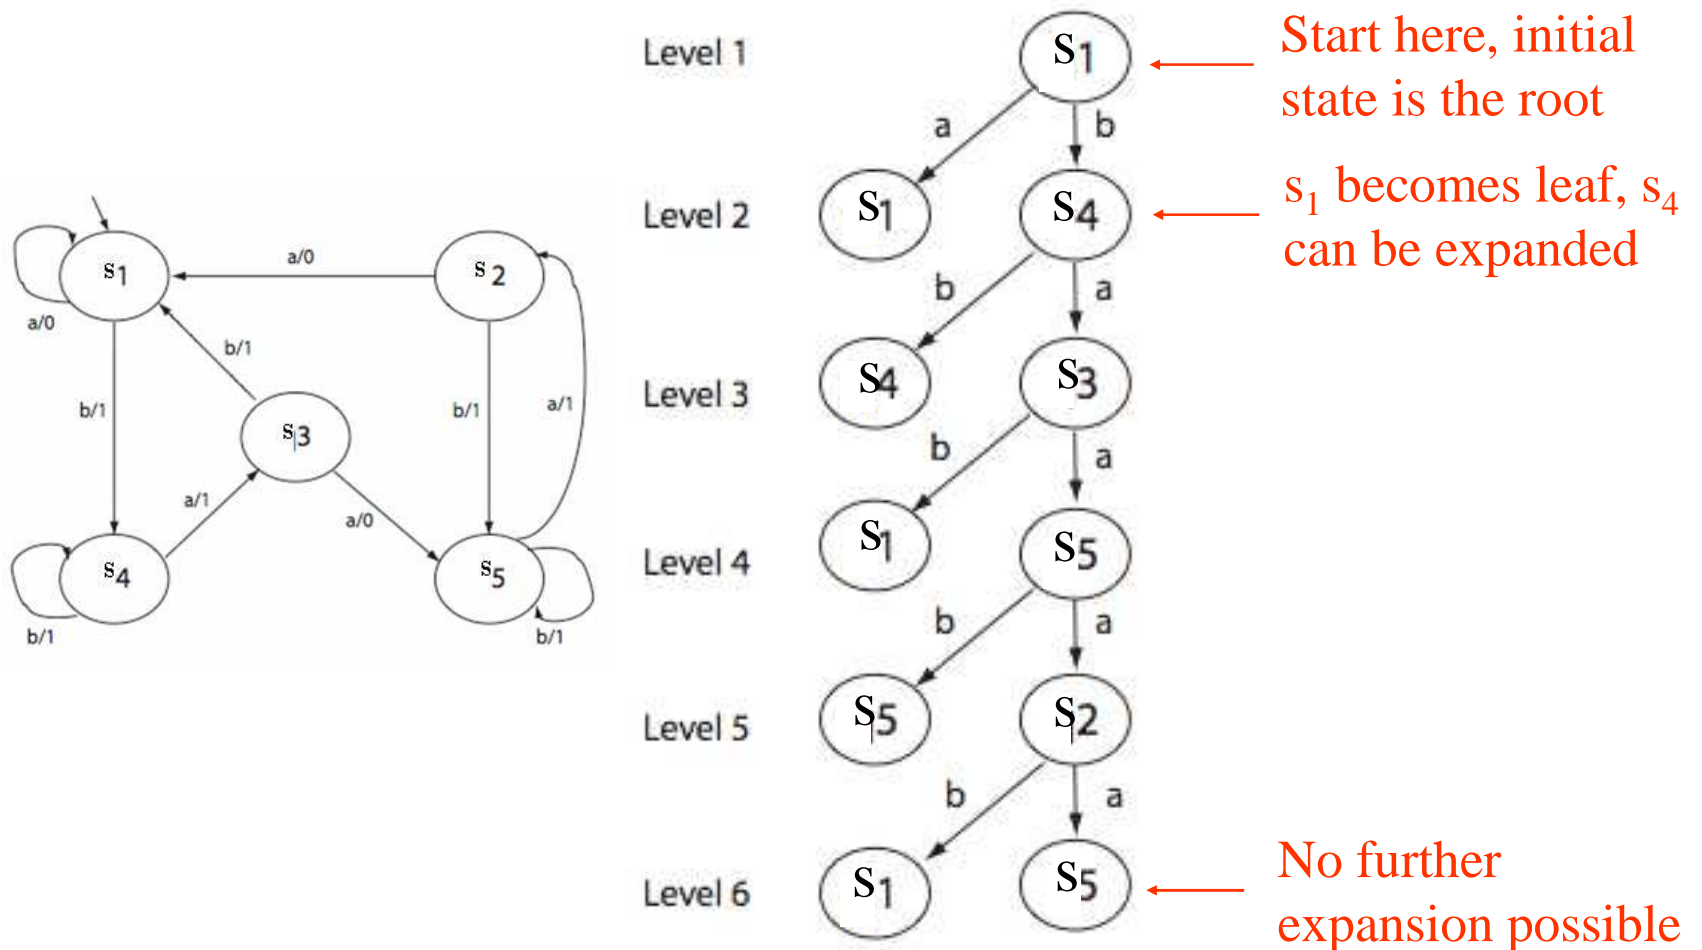 s1
s2
a/0
a/0
b/1
b/1
s3
b/1
a/1
a/1
a/0
s4
s5
b/1
b/1
Level 1
S1
a
b
Level 2
S1
S4
b
a
Level 3
S4
S3
b
a
Level 4
S1
S5
b
a
Level 5
S5
S2
b
a
Level 6
S1
S5
Start here, initial
state is the root
s1 becomes leaf, s4
can be expanded
No further
expansion possible